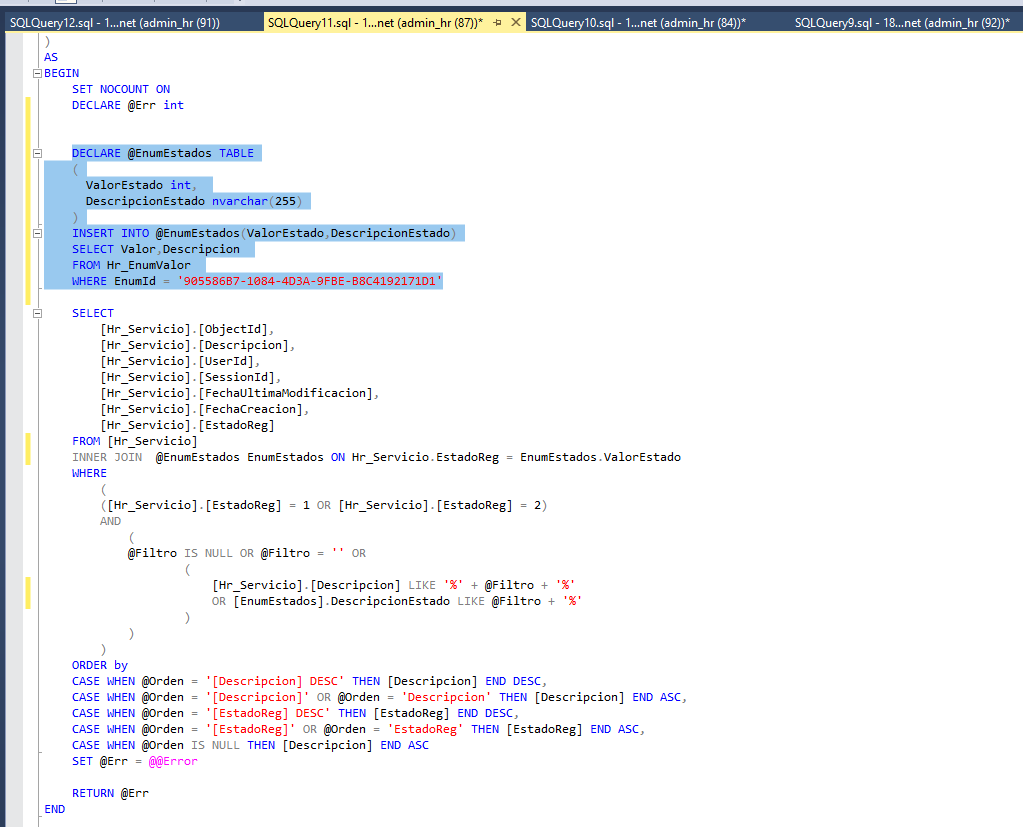 SQLQuery12.sql - 1...net (admin_hr (91))
SQLQuery11.sql - 1...net (admin_hr (87))*
SQLQuery10.sql - 1...net (admin_hr (84))*
SQLQuery9.sql - 18...net (admin_hr (92))*
)
AS
BEGIN
SET NOCOUNT ON
DECLARE @Err int
DECLARE @EnumEstados TABLE
(
ValorEstado int,
DescripcionEstado nvarchar(255)
)
INSERT INTO @EnumEstados(ValorEstado,DescripcionEstado)
SELECT Valor,Descripcion
FROM Hr_EnumValor
WHERE EnumId = '905586B7-1084-4D3A-9FBE-B8C4192171D1'
SELECT
[Hr_Servicio].[ObjectId],
[Hr_Servicio].[Descripcion],
[Hr_Servicio].[UserId],
[Hr_Servicio].[SessionId],
[Hr_Servicio].[FechaUltimaModificacion],
[Hr_Servicio].[FechaCreacion],
[Hr_Servicio].[EstadoReg]
FROM [Hr_Servicio]
INNER JOIN @EnumEstados EnumEstados ON Hr_Servicio.EstadoReg = EnumEstados.ValorEstado
WHERE
(
([Hr_Servicio].[EstadoReg] = 1 OR [Hr_Servicio].[EstadoReg] = 2)
AND
(
@Filtro IS NULL OR @Filtro = '' OR
(
[Hr_Servicio].[Descripcion] LIKE '%' + @Filtro + '%'
OR [EnumEstados].DescripcionEstado LIKE @Filtro + '%'
)
)
)
ORDER by
CASE WHEN @Orden = '[Descripcion] DESC' THEN [Descripcion] END DESC,
CASE WHEN @Orden = '[Descripcion]' OR @Orden = 'Descripcion' THEN [Descripcion] END ASC,
CASE WHEN @Orden = '[EstadoReg] DESC' THEN [EstadoReg] END DESC,
CASE WHEN @Orden = '[EstadoReg]' OR @Orden = 'EstadoReg' THEN [EstadoReg] END ASC,
CASE WHEN @Orden IS NULL THEN [Descripcion] END ASC
SET @Err = @@Error
RETURN @Err
END